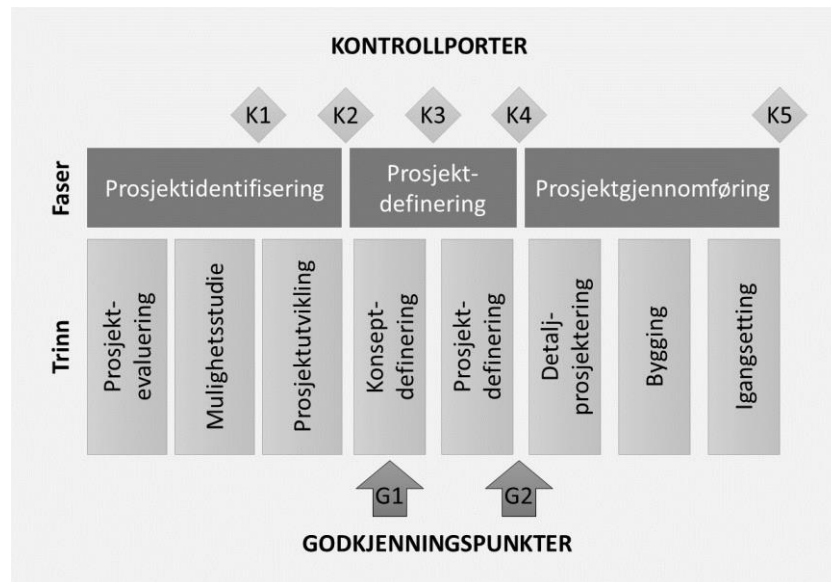 KONTROLLPORTER
K1
K2
K3
K4
K5
Faser
Prosjektidentifisering
Prosjekt-
definering
Prosjektgjennomføring
Trinn
Prosjekt-
evaluering
Mulighetsstudie
Prosjektutvikling
Konsept-
definering
Prosjekt-
definering
Detalj-
prosjektering
Bygging
Igangsetting
G1
G2
GODKJENNINGSPUNKTER